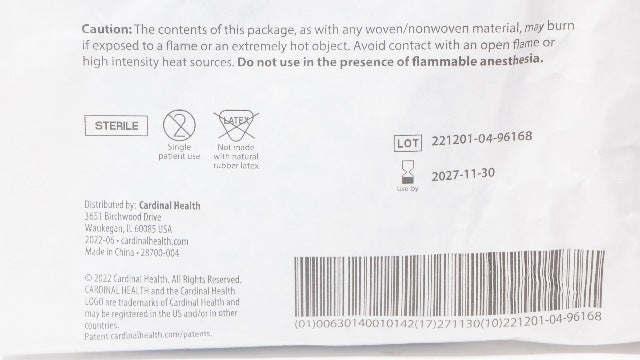 Caution: The contents of this package, as with any woven/nonwoven material, may burn
if exposed to a flame or an extremely hot object. Avoid contact with an open flame or
high intensity heat sources. Do not use in the presence of flammable anesthesia.
STERILE
2
LATEX
Single
patient use
Not made
with natural
rubber latex
LOT 221201-04-96168
2027-11-30
Use by
Distributed by: Cardinal Health
3651 Birchwood Drive
Waukegan, IL 60085 USA
2022-06 • cardinalhealth.com
Made in China • 28700-004
© 2022 Cardinal Health. All Rights Reserved.
CARDINAL HEALTH and the Cardinal Health
LOGO are trademarks of Cardinal Health and
may be registered in the US and/or in other
countries.
Patent cardinalhealth.com/patents.
(01)00630140010142(17)271130(10)221201-04-96168